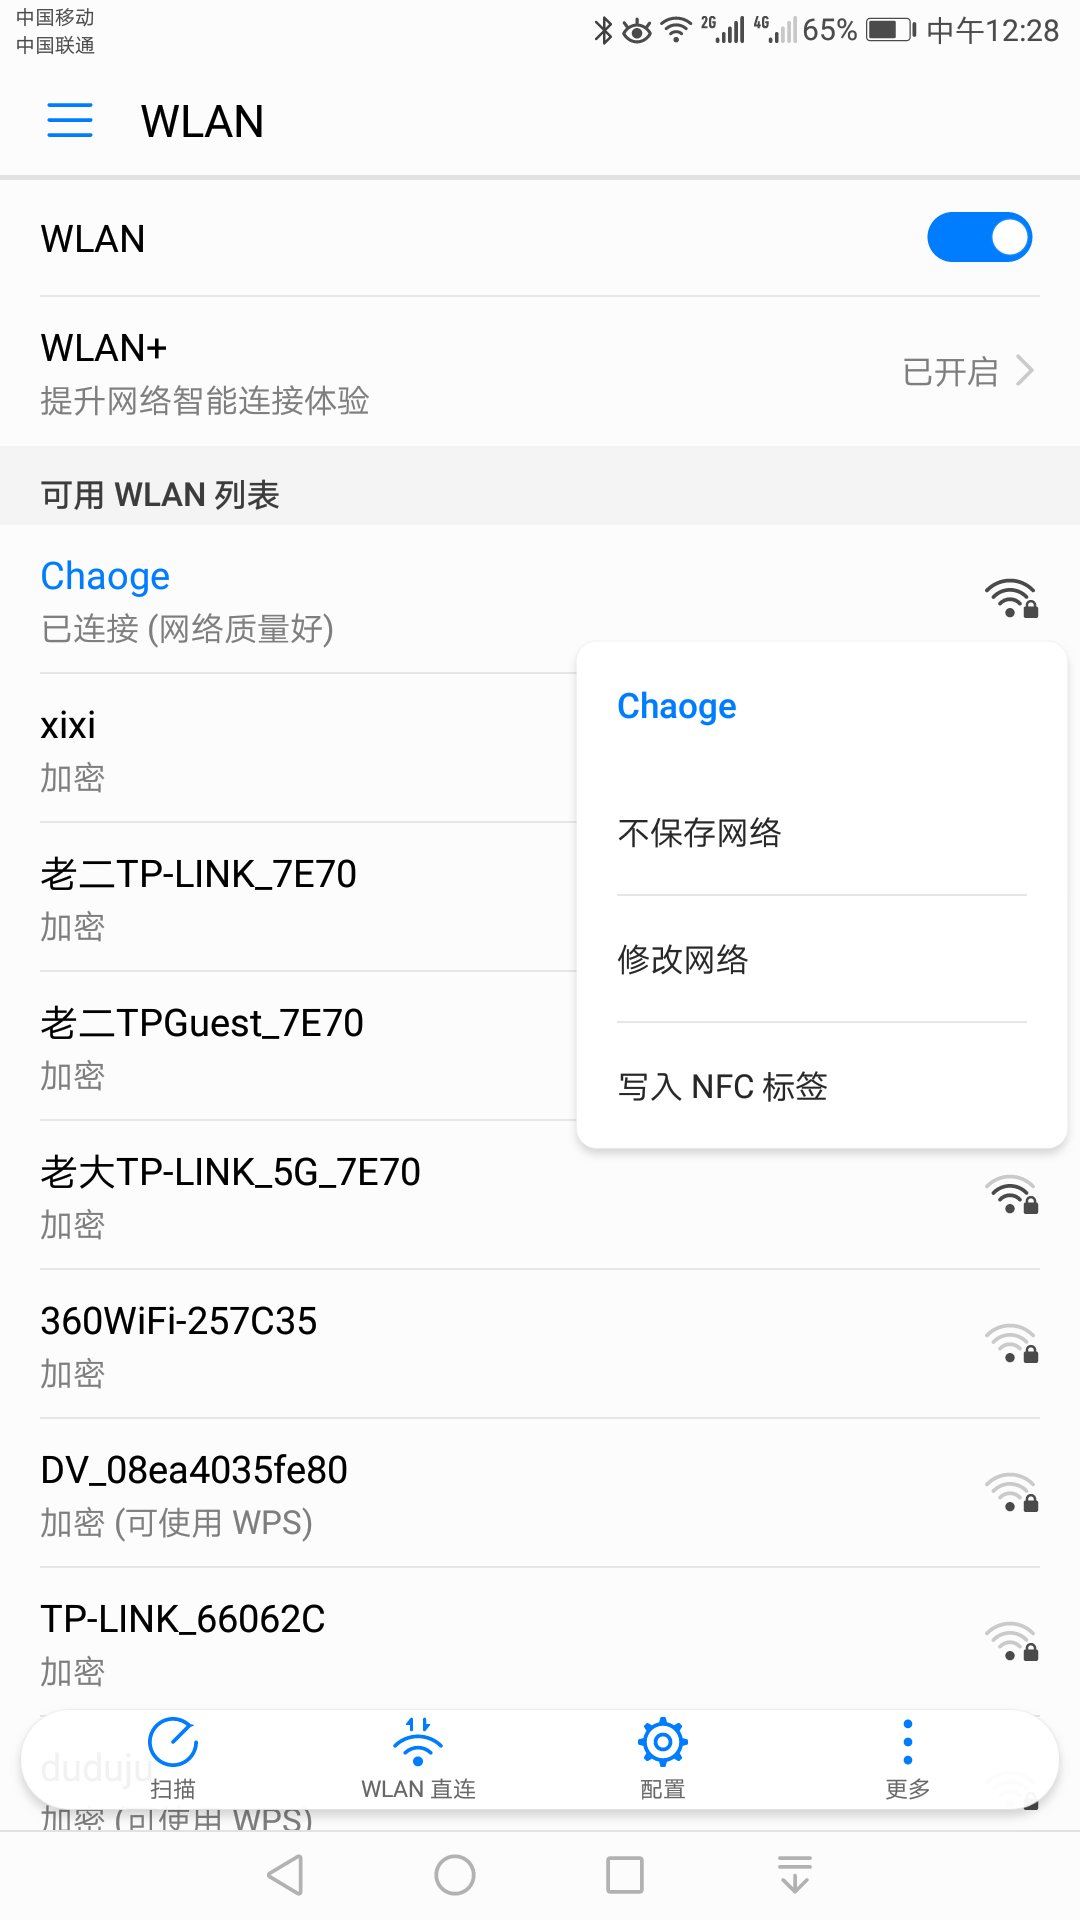 中国移动
中国联通
2G 4G 65% 中午12:28
WLAN
WLAN
WLAN+
提升网络智能连接体验
已开启
可用 WLAN 列表
Chaoge
已连接 (网络质量好)
xixi
加密
老二TP-LINK_7E70
加密
老二TPGuest_7E70
加密
Chaoge
不保存网络
修改网络
写入 NFC 标签
老大TP-LINK_5G_7E70
加密
360WiFi-257C35
加密
DV_08ea4035fe80
加密 (可使用 WPS)
TP-LINK_66062C
加密
duduju
扫描
WLAN 直连
配置
更多
加密 (可使用 WPS)